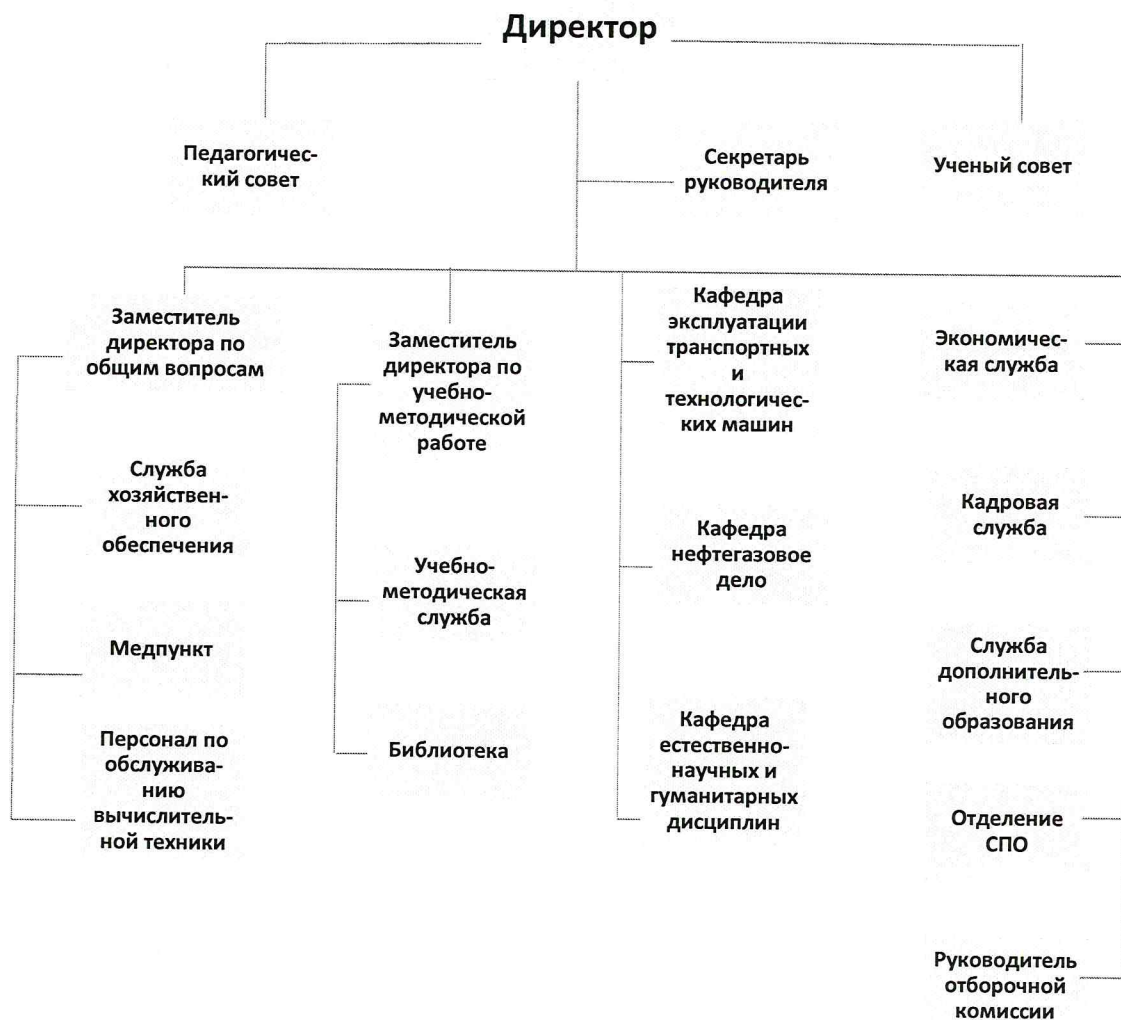 Директор
Педагогичес-
кий совет
Секретарь
руководителя
Ученый совет
Заместитель
директора по
общим вопросам
Служба
хозяйствен-
ного
обеспечения
Медпункт
Персонал по
обслужива-
нию
вычислитель-
ной техники
Заместитель
директора по
учебно-
методической
работе
Учебно-
методическая
служба
Библиотека
Кафедра
эксплуатации
транспортных
и
технологичес-
ких машин
Кафедра
нефтегазовое
дело
Кафедра
естественно-
научных и
гуманитарных
дисциплин
Экономичес-
кая служба
Кадровая
служба
Служба
дополнитель-
ного
образования
Отделение
СПО
Руководитель
отборочной
комиссии